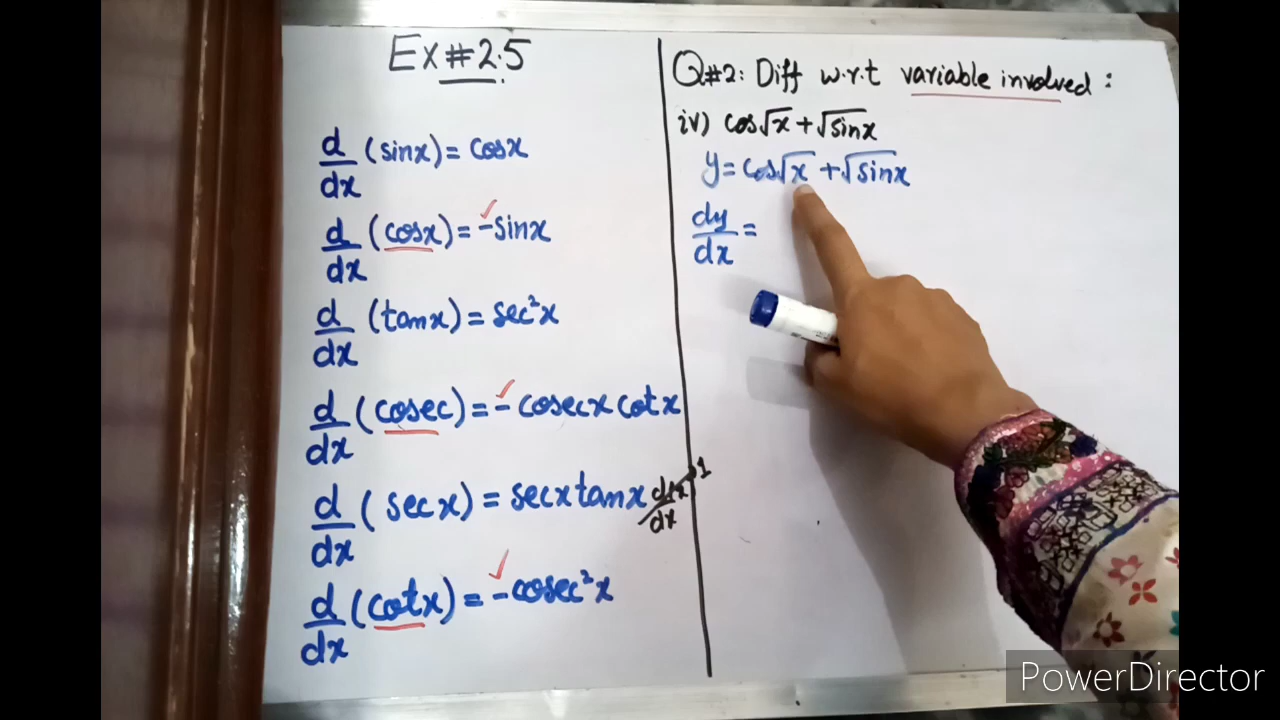 Ex#2.5
d/dx (sinx) = cosx
d/dx (cosx) = -sinx
d/dx (tanx) = sec²x
d/dx (cosec) = -cosecx cotx
d/dx (secx) = secx tanx dx/dx 1
d/dx (cotx) = -cosec²x
Q#2: Diff w.r.t variable involved:
iv) cos√x + √sinx
y = cos√x + √sinx
dy/dx =
PowerDirector